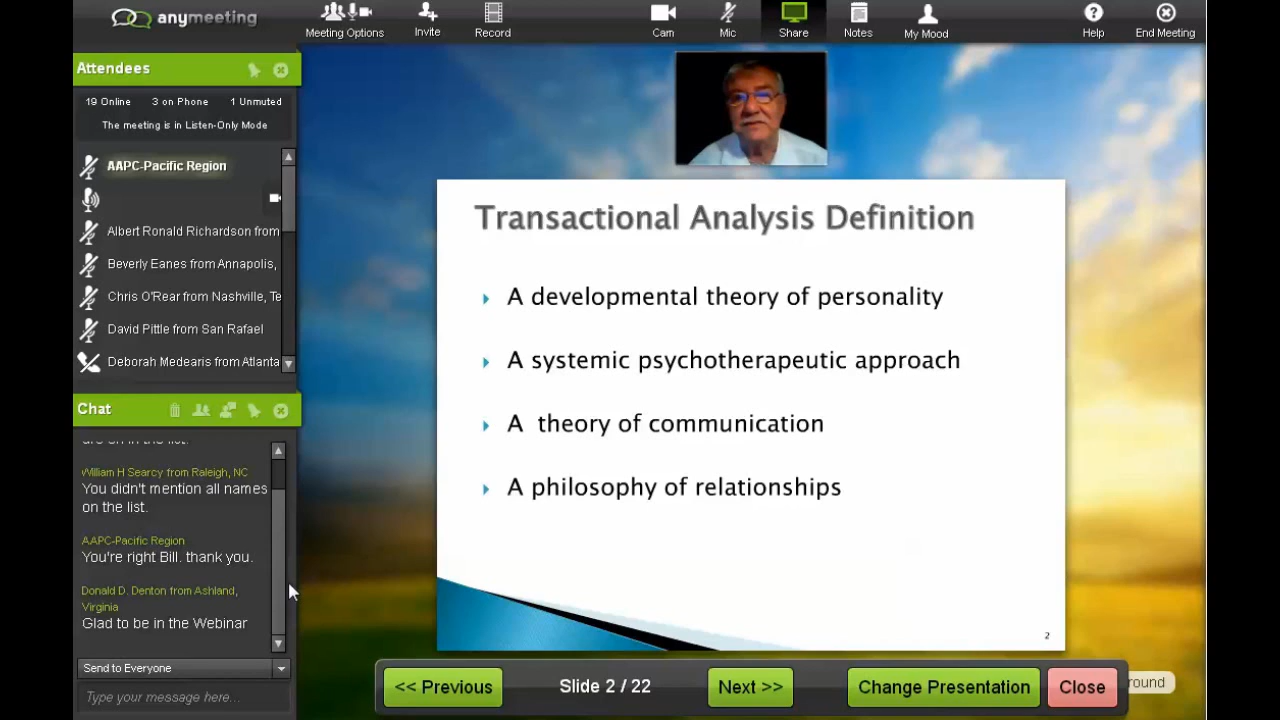 anymeeting
Meeting Options
Invite
Record
Cam
Mic
Share
Notes
My Mood
Help
End Meeting
Attendees
19 Online 3 on Phone 1 Unmuted
The meeting is in Listen-Only Mode
AAPC-Pacific Region
Albert Ronald Richardson from
Beverly Eanes from Annapolis,
Chris O'Rear from Nashville, Te
David Pittle from San Rafael
Deborah Medearis from Atlanta
Chat
are on in the list.
William H Searcy from Raleigh, NC
You didn't mention all names
on the list.
AAPC-Pacific Region
You're right Bill. thank you.
Donald D. Denton from Ashland,
Virginia
Glad to be in the Webinar
Send to Everyone
Type your message here...
Transactional Analysis Definition
A developmental theory of personality
A systemic psychotherapeutic approach
A theory of communication
A philosophy of relationships
2
<< Previous
Slide 2 / 22
Next >>
Change Presentation
Close
round